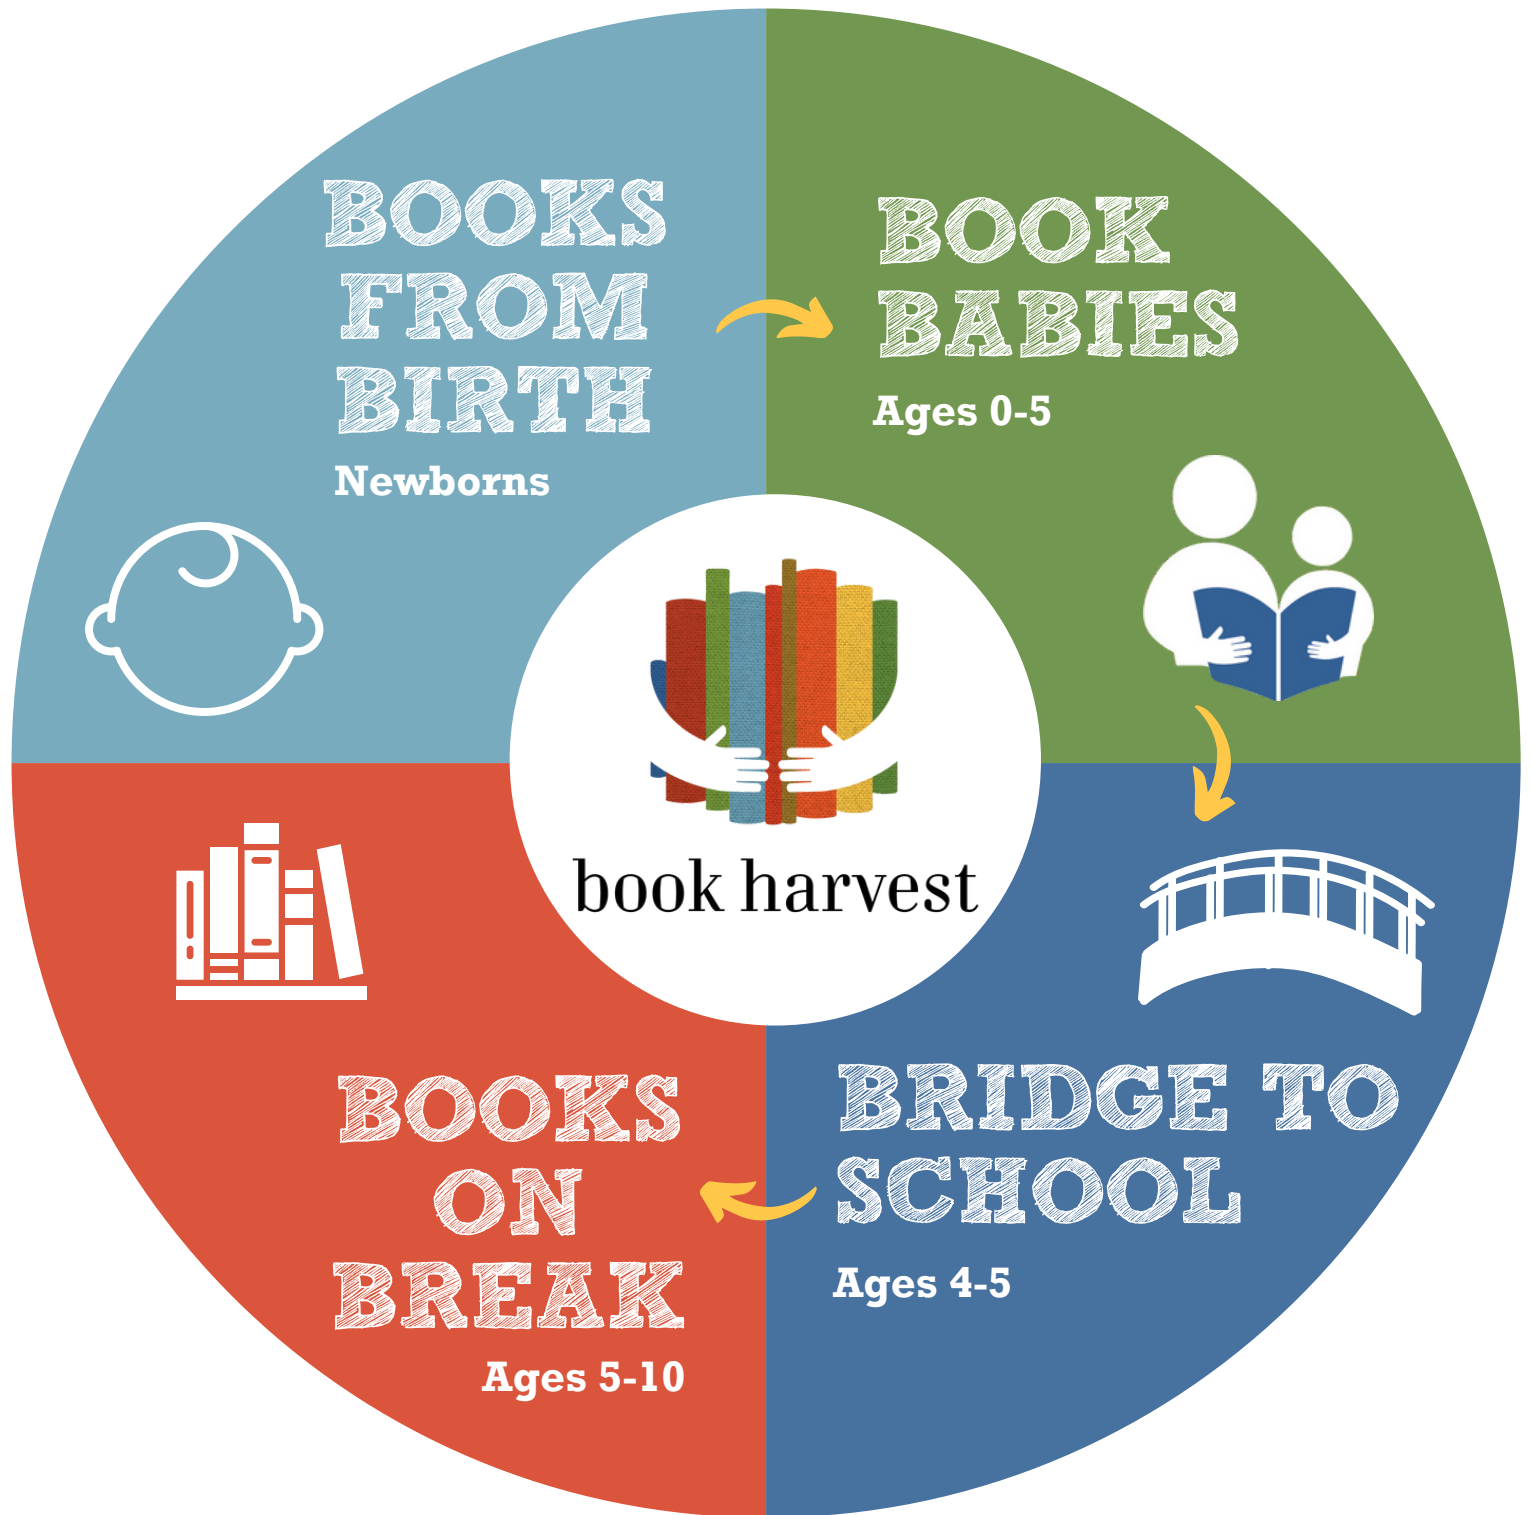 BOOKS
FROM
BIRTH
Newborns
BOOK
BABIES
Ages 0-5
book harvest
BRIDGE TO
SCHOOL
Ages 4-5
BOOKS
ON
BREAK
Ages 5-10